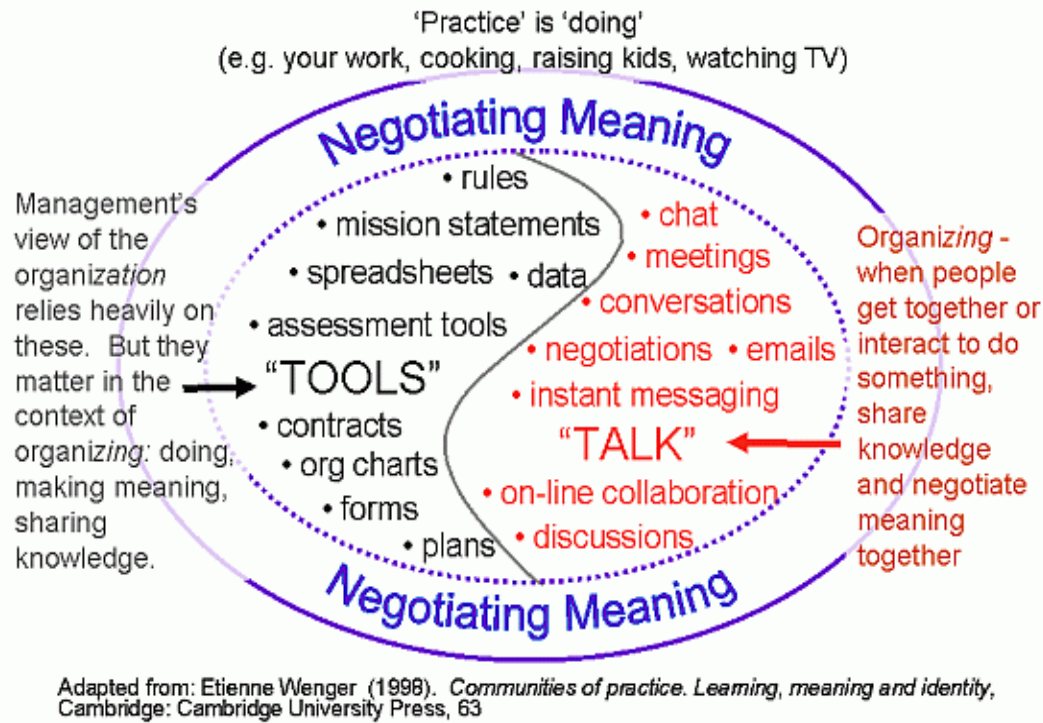 ‘Practice’ is ‘doing’
(e.g. your work, cooking, raising kids, watching TV)
Negotiating Meaning
Management’s
view of the
organization
relies heavily on
these. But they
matter in the
context of
organizing: doing,
making meaning,
sharing
knowledge.
• rules
• mission statements
• spreadsheets
• data
• assessment tools
“TOOLS”
• contracts
• org charts
• forms
• plans
• chat
• meetings
• conversations
• negotiations • emails
• instant messaging
“TALK”
• on-line collaboration
• discussions
Organizing -
when people
get together or
interact to do
something,
share
knowledge
and negotiate
meaning
together
Negotiating Meaning
Adapted from: Etienne Wenger (1998). Communities of practice. Learning, meaning and identity,
Cambridge: Cambridge University Press, 63